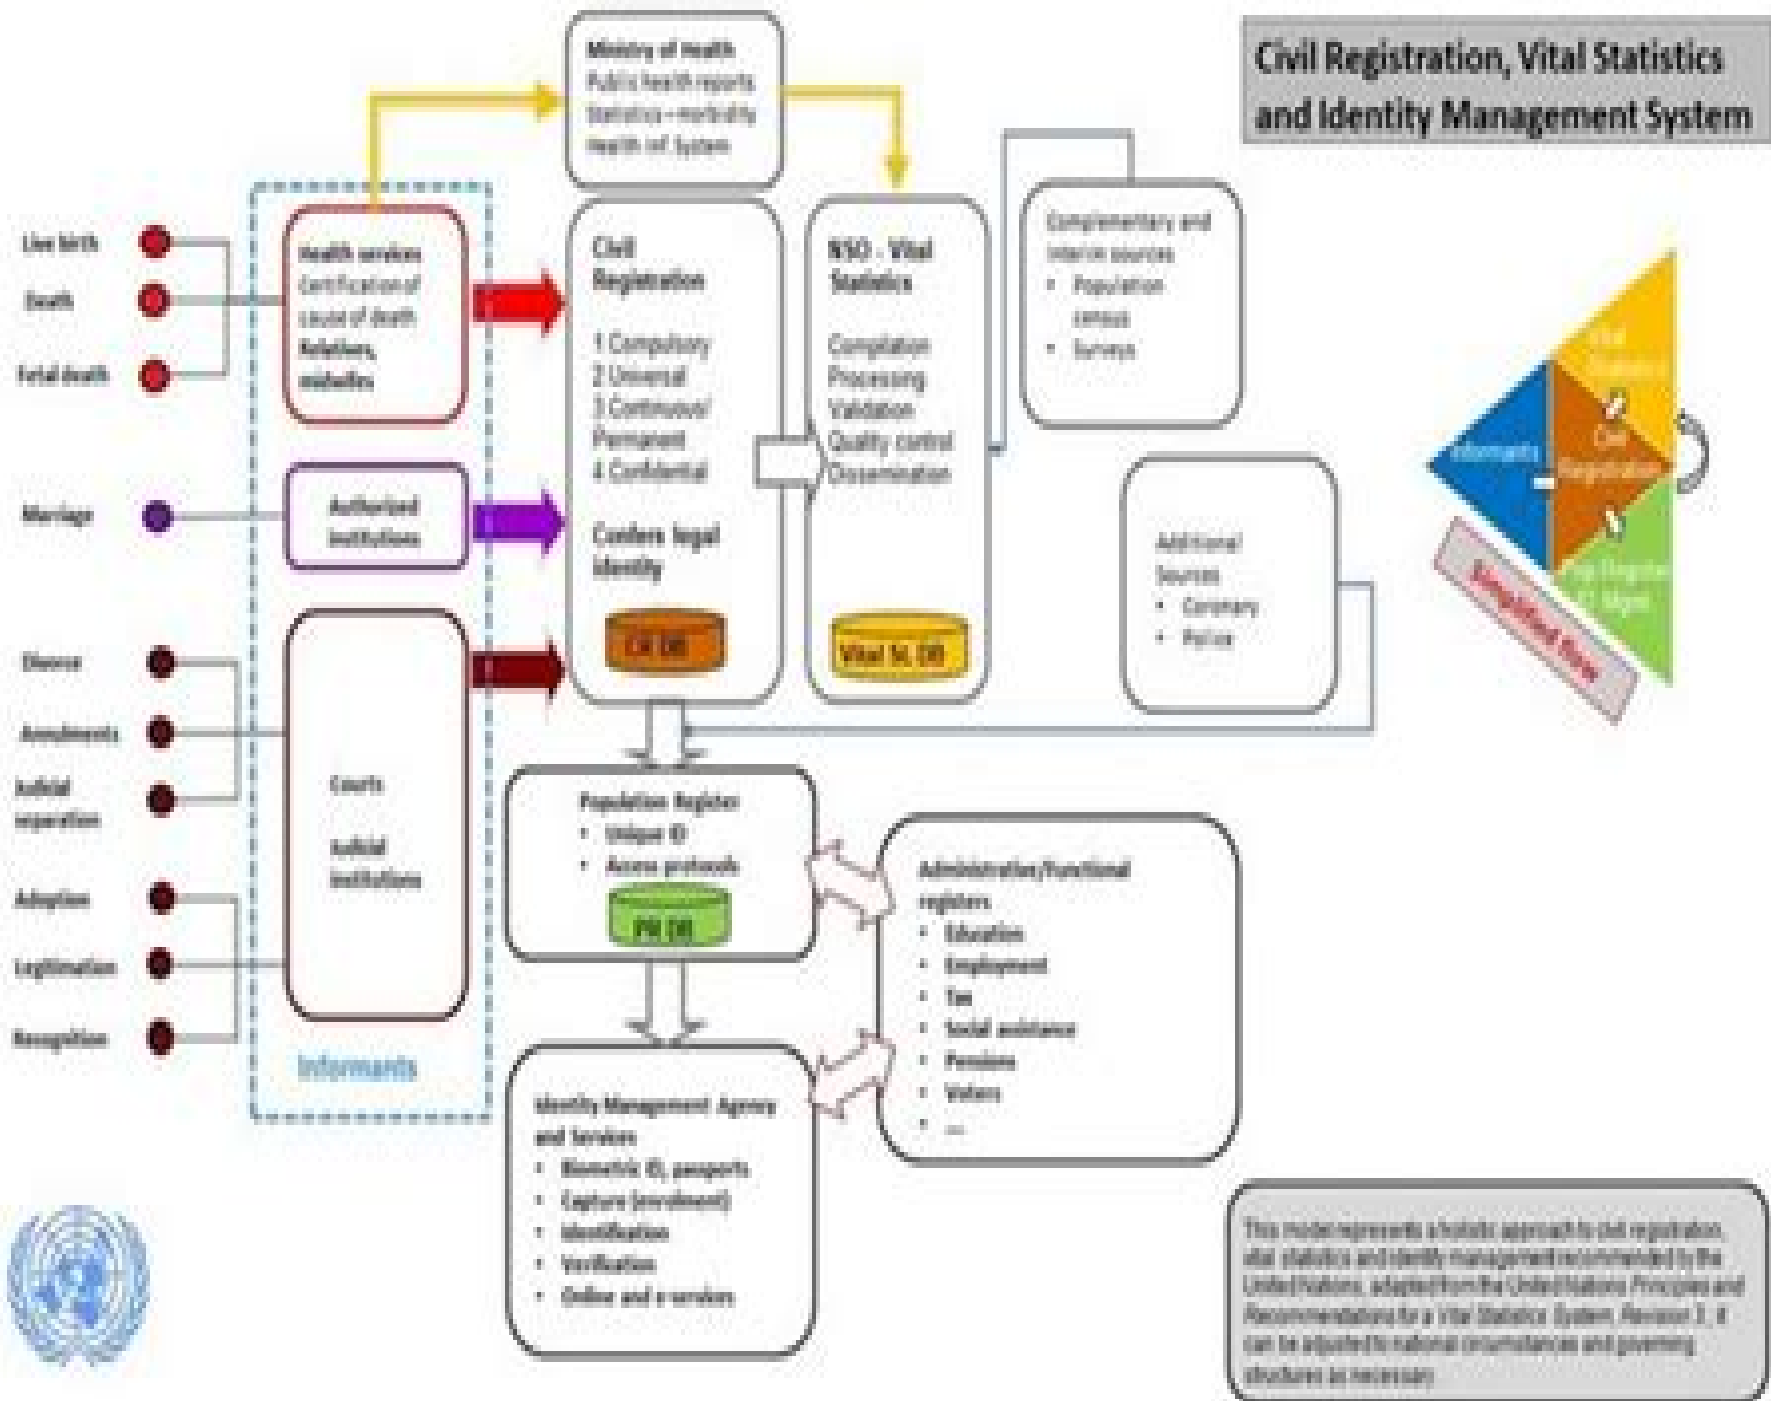 Civil Registration, Vital Statistics
and Identity Management System
Ministry of Health
Public health reports
Statistics – morbidity
Health inf. System
Live birth
Death
Fetal death
Marriage
Divorce
Annulments
Judicial
separation
Adoption
Legitimation
Recognition
Health services
Certification of
cause of death
Relatives,
midwifes
Authorized
institutions
Courts
Judicial
institutions
Informants
Civil
Registration
1 Compulsory
2 Universal
3 Continuous/
Permanent
4 Confidential
Confers legal
identity
CR DB
NSO - Vital
Statistics
Compilation
Processing
Validation
Quality control
Dissemination
Vital St. DB
Complementary and
interim sources
• Population
census
• Surveys
Additional
Sources
• Coronary
• Police
Population Register
• Unique ID
• Access protocols
PR DB
Administrative/Functional
registers
• Education
• Employment
• Tax
• Social assistance
• Pensions
• Voters
• ...
Identity Management Agency
and Services
• Biometric ID, passports
• Capture (enrolment)
• Identification
• Verification
• Online and e-services
Vital
Statistics
Informants
Civil
Registration
Simplified form
This model represents a holistic approach to civil registration,
vital statistics and identity management recommended by the
United Nations, adapted from the United Nations Principles and
Recommendations for a Vital Statistics System, Revision 3. It
can be adjusted to national circumstances and governing
structures as necessary